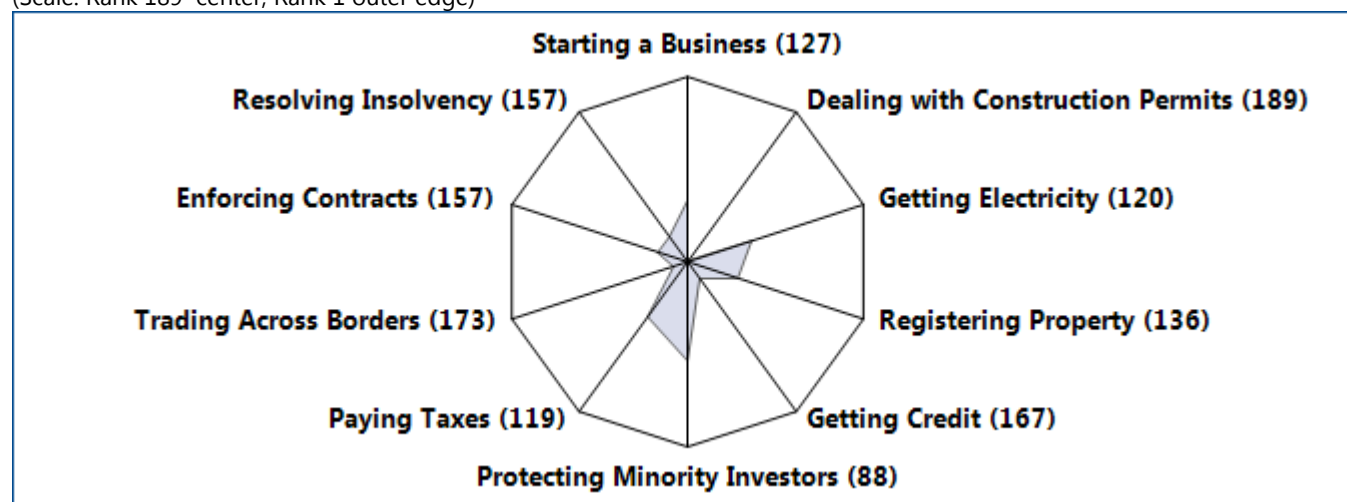 (Scale: Rank 189 center, Rank 1 outer edge)
Starting a Business (127)
Resolving Insolvency (157)
Dealing with Construction Permits (189)
Enforcing Contracts (157)
Getting Electricity (120)
Trading Across Borders (173)
Registering Property (136)
Paying Taxes (119)
Getting Credit (167)
Protecting Minority Investors (88)